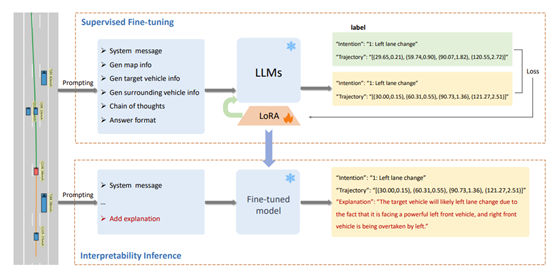 Supervised Fine-tuning
label
System message
Gen map info
Gen target vehicle info
Gen surrounding vehicle info
Chain of thoughts
Answer format
Prompting
LLMs
LoRA
"Intention": "1: Left lane change"
"Trajectory": "[(29.65,0.21), (59.74,0.90), (90.07,1.82), (120.55,2.72)]"
"Intention": "1: Left lane change"
"Trajectory": "[(30.00,0.15), (60.31,0.55), (90.73,1.36), (121.27,2.51)]"
Loss
Prompting
System message
...
Add explanation
Fine-tuned
model
"Intention": "1: Left lane change"
"Trajectory": "[(30.00,0.15), (60.31,0.55), (90.73,1.36), (121.27,2.51)]"
"Explanation": "The target vehicle will likely left lane change due to
the fact that it is facing a powerful left front vehicle, and right front
vehicle is being overtaken by left."
Interpretability Inference